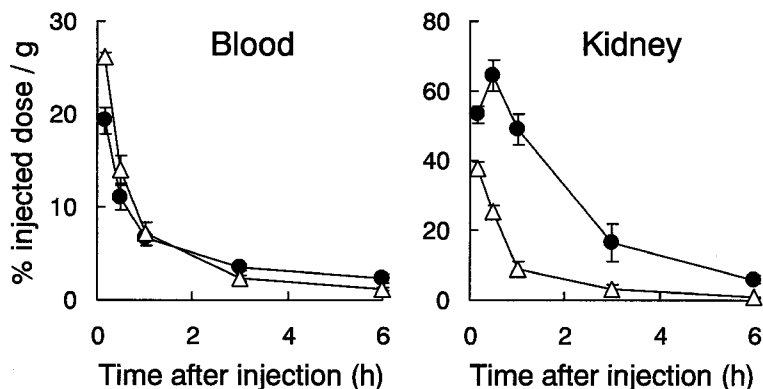 Blood
% injected dose / g
30
20
10
0
0 2 4 6
Time after injection (h)
Kidney
80
60
40
20
0
0 2 4 6
Time after injection (h)